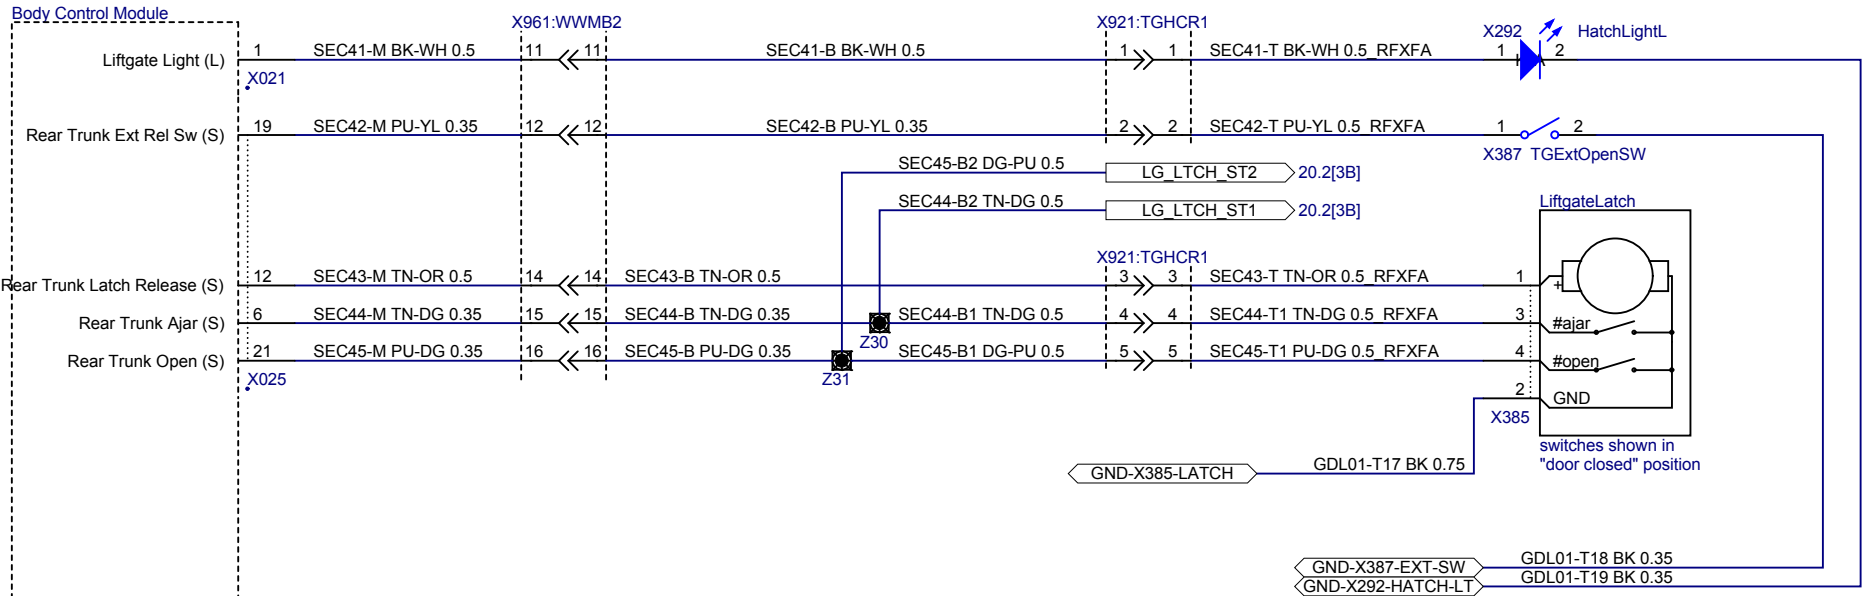 Body Control Module
X961:WWMB2
X921:TGHCR1
Liftgate Light (L) 1 SEC41-M BK-WH 0.5 11 11 SEC41-B BK-WH 0.5 1 1 SEC41-T BK-WH 0.5_RFXFA 1 X292 2 HatchLightL
X021
Rear Trunk Ext Rel Sw (S) 19 SEC42-M PU-YL 0.35 12 12 SEC42-B PU-YL 0.35 2 2 SEC42-T PU-YL 0.5_RFXFA 1 2
X387 TGExtOpenSW
SEC45-B2 DG-PU 0.5 LG_LTCH_ST2 20.2[3B]
SEC44-B2 TN-DG 0.5 LG_LTCH_ST1 20.2[3B]
LiftgateLatch
X921:TGHCR1
Rear Trunk Latch Release (S) 12 SEC43-M TN-OR 0.5 14 14 SEC43-B TN-OR 0.5 3 3 SEC43-T TN-OR 0.5_RFXFA 1 +
Rear Trunk Ajar (S) 6 SEC44-M TN-DG 0.35 15 15 SEC44-B TN-DG 0.35 SEC44-B1 TN-DG 0.5 4 4 SEC44-T1 TN-DG 0.5_RFXFA 3 #ajar
Z30
Rear Trunk Open (S) 21 SEC45-M PU-DG 0.35 16 16 SEC45-B PU-DG 0.35 SEC45-B1 DG-PU 0.5 5 5 SEC45-T1 PU-DG 0.5_RFXFA 4 #open
X025
Z31
2 GND
X385
switches shown in
"door closed" position
GND-X385-LATCH GDL01-T17 BK 0.75
GND-X387-EXT-SW GDL01-T18 BK 0.35
GND-X292-HATCH-LT GDL01-T19 BK 0.35